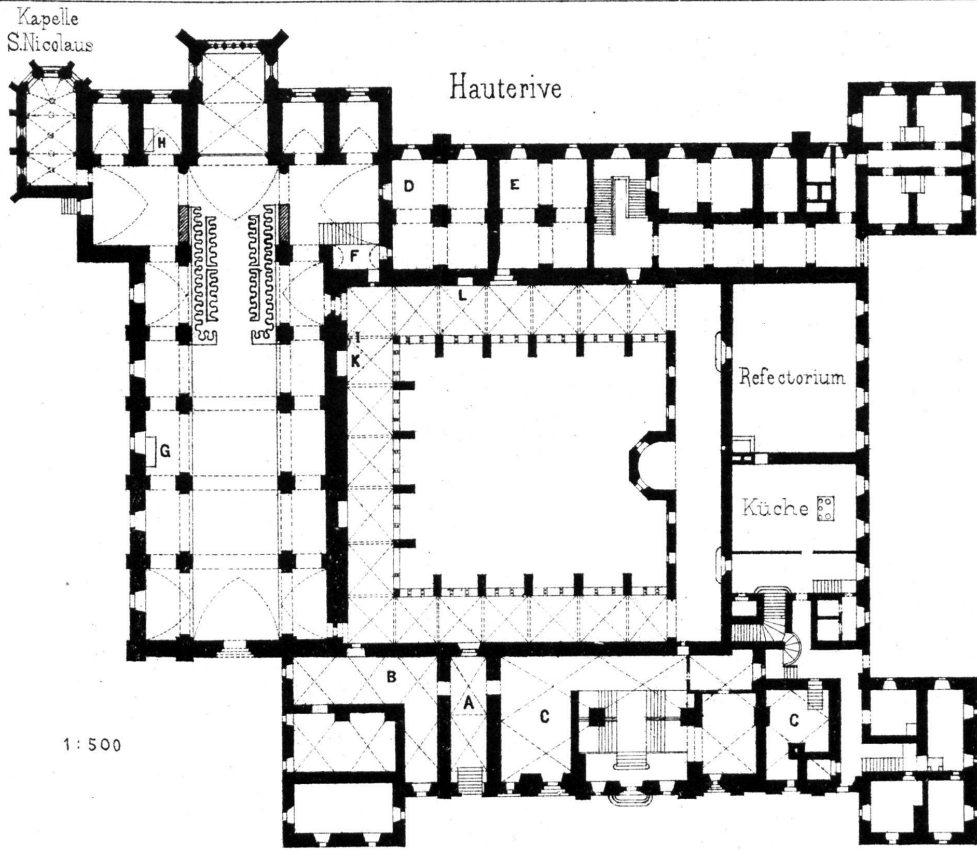 Kapelle
S.Nicolaus
Hauterive
H
D
E
F
L
I
K
Refectorium
G
Küche
B
A
C
C
1:500